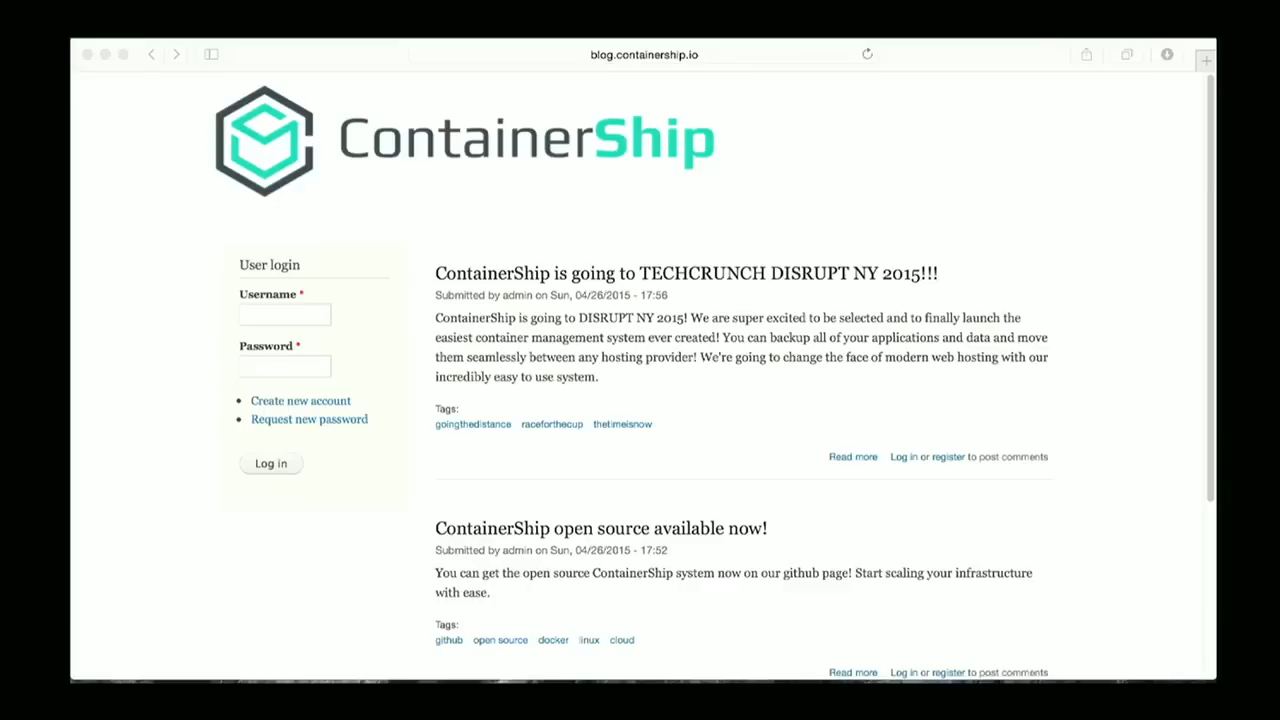 blog.containership.io
ContainerShip
User login
Username *
Password *
Create new account
Request new password
Log in
ContainerShip is going to TECHCRUNCH DISRUPT NY 2015!!!
Submitted by admin on Sun, 04/26/2015 - 17:56
ContainerShip is going to DISRUPT NY 2015! We are super excited to be selected and to finally launch the
easiest container management system ever created! You can backup all of your applications and data and move
them seamlessly between any hosting provider! We're going to change the face of modern web hosting with our
incredibly easy to use system.
Tags:
goingthedistance raceforthecup thetimeisnow
Read more Log in or register to post comments
ContainerShip open source available now!
Submitted by admin on Sun, 04/26/2015 - 17:52
You can get the open source ContainerShip system now on our github page! Start scaling your infrastructure
with ease.
Tags:
github open source docker linux cloud
Read more Log in or register to post comments